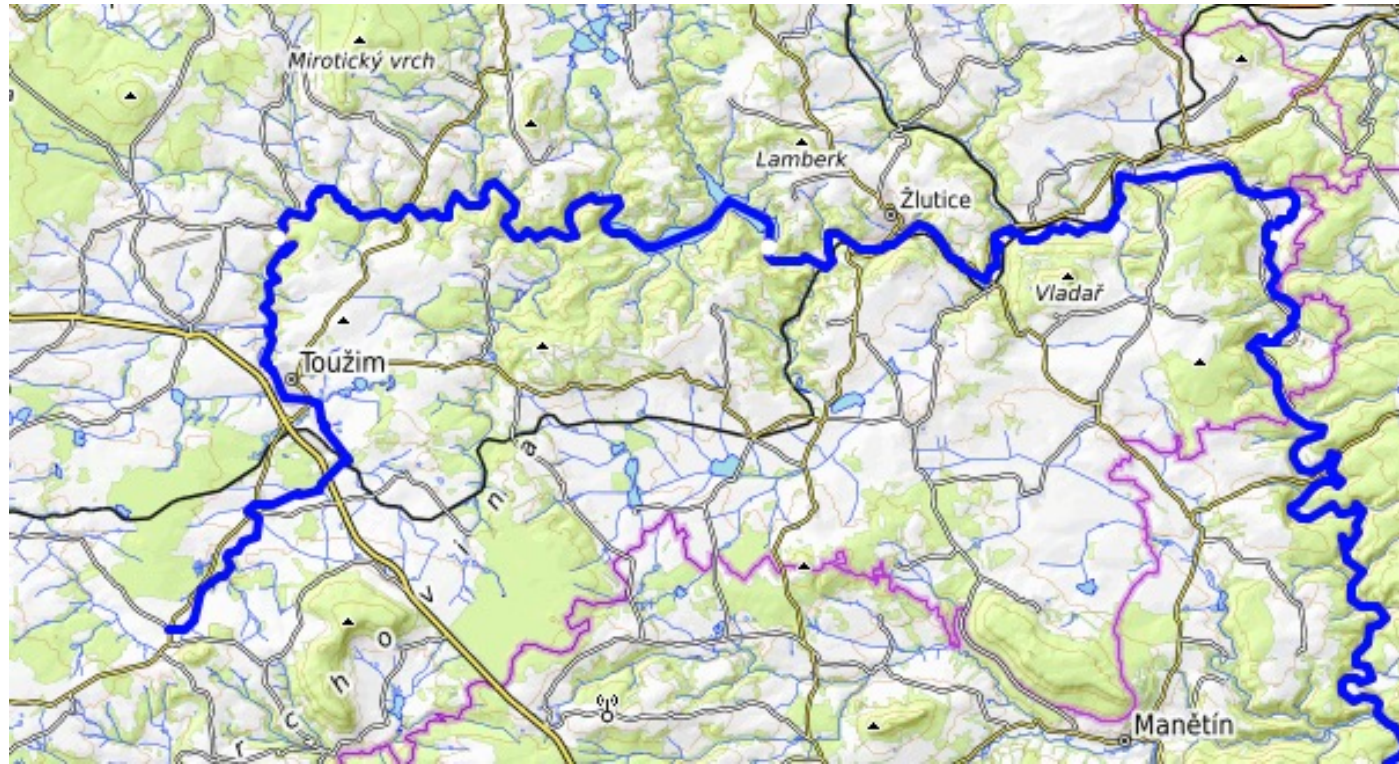 Mirotický vrch
Lamberk
Žlutice
Vladař
Toužim
Manětín
r c h o v i n a